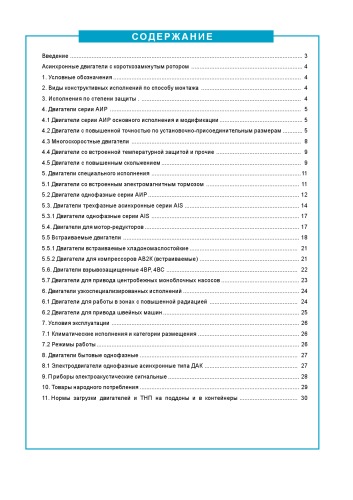 СОДЕРЖАНИЕ
Введение ... 3
Асинхронные двигатели с короткозамкнутым ротором ... 4
1. Условные обозначения ... 4
2. Виды конструктивных исполнений по способу монтажа ... 4
3. Исполнения по степени защиты ... 4
4. Двигатели серии АИР ... 5
4.1 Двигатели серии АИР основного исполнения и модификации ... 5
4.2 Двигатели с повышенной точностью по установочно-присоединительным размерам ... 5
4.3 Многоскоростные двигатели ... 8
4.4 Двигатели со встроенной температурной защитой и прочие ... 9
4.5 Двигатели с повышенным скольжением ... 9
5. Двигатели специального исполнения ... 11
5.1 Двигатели со встроенным электромагнитным тормозом ... 11
5.2 Двигатели однофазные серии АИР ... 12
5.3. Двигатели трехфазные асинхронные серии AIS ... 14
5.3.1 Двигатели однофазные серии AIS ... 17
5.4. Двигатели для мотор-редукторов ... 17
5.5 Встраиваемые двигатели ... 18
5.5.1 Двигатели встраиваемые хладономаслостойкие ... 21
5.5.2 Двигатели для компрессоров АВ2К (встраиваемые) ... 21
5.6. Двигатели взрывозащищенные 4ВР, 4ВС ... 22
5.7 Двигатели для привода центробежных моноблочных насосов ... 23
6. Двигатели узкоспециализированных исполнений ... 24
6.1 Двигатели для работы в зонах с повышенной радиацией ... 24
6.2 Двигатели для привода швейных машин ... 25
7. Условия эксплуатации ... 26
7.1 Климатические исполнения и категории размещения ... 26
7.2 Режимы работы ... 26
8. Двигатели бытовые однофазные ... 27
8.1 Электродвигатели однофазные асинхронные типа ДАК ... 27
9. Приборы электроакустические сигнальные ... 28
10. Товары народного потребления ... 29
11. Нормы загрузки двигателей и ТНП на поддоны и в контейнеры ... 30